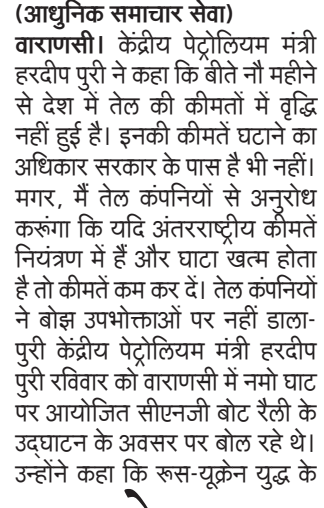 (आधुनिक समाचार सेवा)
वाराणसी। केंद्रीय पेट्रोलियम मंत्री
हरदीप पुरी ने कहा कि बीते नौ महीने
से देश में तेल की कीमतों में वृद्धि
नहीं हुई है। इनकी कीमतें घटाने का
अधिकार सरकार के पास है भी नहीं।
मगर, मैं तेल कंपनियों से अनुरोध
करूंगा कि यदि अंतरराष्ट्रीय कीमतें
नियंत्रण में हैं और घाटा खत्म होता
है तो कीमतें कम कर दें। तेल कंपनियों
ने बोझ उपभोक्ताओं पर नहीं डाला-
पुरी केंद्रीय पेट्रोलियम मंत्री हरदीप
पुरी रविवार को वाराणसी में नमो घाट
पर आयोजित सीएनजी बोट रैली के
उद्घाटन के अवसर पर बोल रहे थे।
उन्होंने कहा कि रूस-यूक्रेन युद्ध के